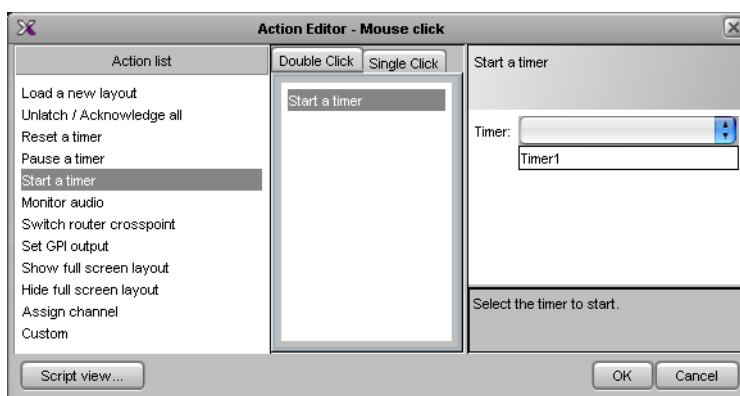 Action Editor - Mouse click
Action list
Load a new layout
Unlatch / Acknowledge all
Reset a timer
Pause a timer
Start a timer
Monitor audio
Switch router crosspoint
Set GPI output
Show full screen layout
Hide full screen layout
Assign channel
Custom
Double Click
Single Click
Start a timer
Start a timer
Timer:
Timer1
Select the timer to start.
Script view...
OK
Cancel